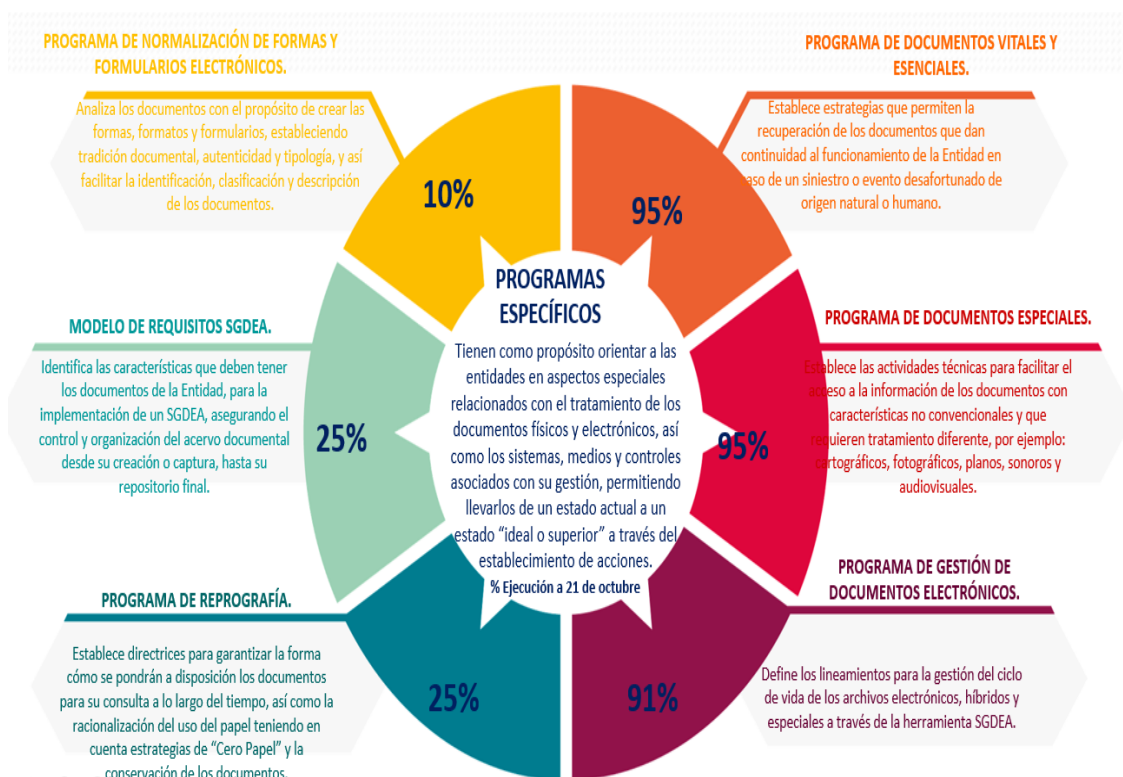 PROGRAMA DE NORMALIZACIÓN DE FORMAS Y
FORMULARIOS ELECTRÓNICOS.
Analiza los documentos con el propósito de crear las
formas, formatos y formularios, estableciendo
tradición documental, autenticidad y tipología, y así
facilitar la identificación, clasificación y descripción
de los documentos.
10%
PROGRAMA DE DOCUMENTOS VITALES Y
ESENCIALES.
Establece estrategias que permiten la
recuperación de los documentos que dan
continuidad al funcionamiento de la Entidad en
caso de un siniestro o evento desafortunado de
origen natural o humano.
95%
MODELO DE REQUISITOS SGDEA.
Identifica las características que deben tener
los documentos de la Entidad, para la
implementación de un SGDEA, asegurando el
control y organización del acervo documental
desde su creación o captura, hasta su
repositorio final.
25%
PROGRAMAS
ESPECÍFICOS
Tienen como propósito orientar a las
entidades en aspectos especiales
relacionados con el tratamiento de los
documentos físicos y electrónicos, así
como los sistemas, medios y controles
asociados con su gestión, permitiendo
llevarlos de un estado actual a un
estado “ideal o superior” a través del
establecimiento de acciones.
% Ejecución a 21 de octubre
PROGRAMA DE DOCUMENTOS ESPECIALES.
Establece las actividades técnicas para facilitar el
acceso a la información de los documentos con
características no convencionales y que
requieren tratamiento diferente, por ejemplo:
cartográficos, fotográficos, planos, sonoros y
audiovisuales.
95%
PROGRAMA DE REPROGRAFÍA.
Establece directrices para garantizar la forma
cómo se pondrán a disposición los documentos
para su consulta a lo largo del tiempo, así como la
racionalización del uso del papel teniendo en
cuenta estrategias de “Cero Papel” y la
conservación de los documentos.
25%
PROGRAMA DE GESTIÓN DE
DOCUMENTOS ELECTRÓNICOS.
Define los lineamientos para la gestión del ciclo
de vida de los archivos electrónicos, híbridos y
especiales a través de la herramienta SGDEA.
91%